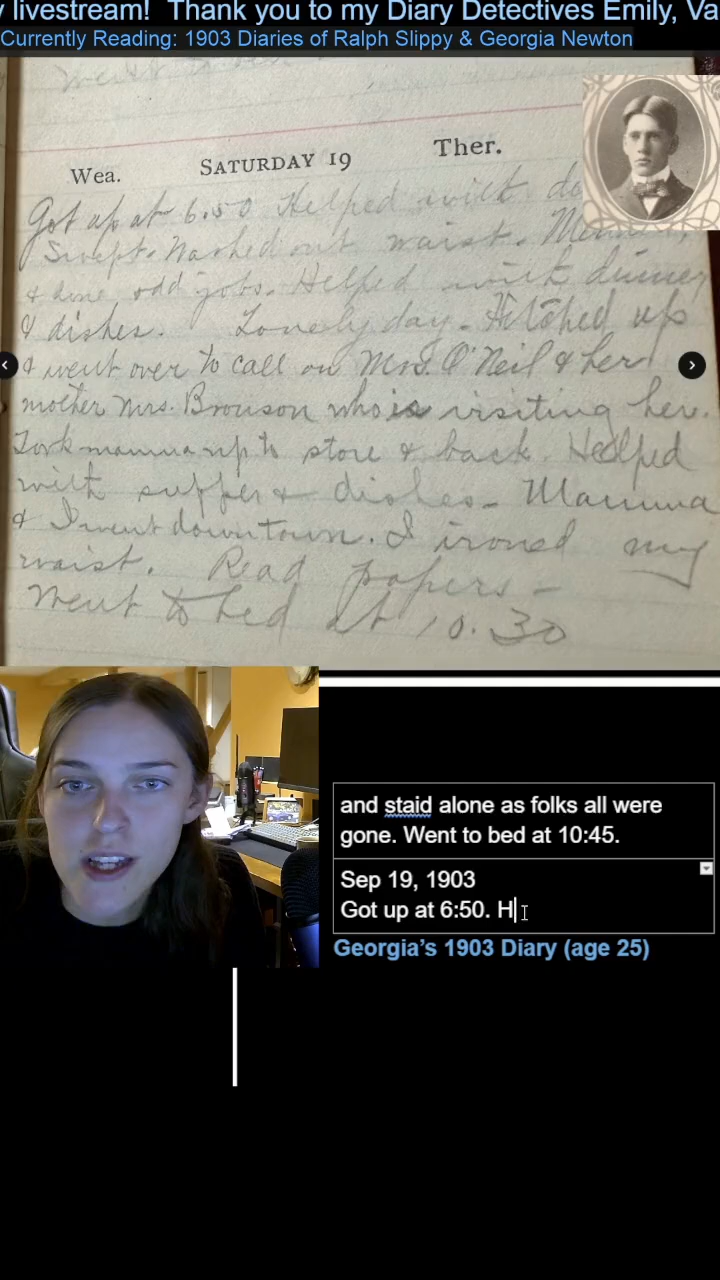 y livestream!  Thank you to my Diary Detectives Emily, Va
Currently Reading: 1903 Diaries of Ralph Slippy & Georgia Newton
Wea. SATURDAY 19 Ther.
Got up at 6.50 Helped with
Swept. Washed out waist.
& done odd jobs. Helped with dinner
& dishes. Lovely day - Hitched up
& went over to call on Mrs. O'Neil & her
mother Mrs. Bronson who is visiting her.
Took mamma up to store & back. Helped
with supper & dishes - Mamma
& I went down town. I ironed my
waist. Read papers -
Went to bed at 10.30
and staid alone as folks all were
gone. Went to bed at 10:45.
Sep 19, 1903
Got up at 6:50. H
Georgia's 1903 Diary (age 25)